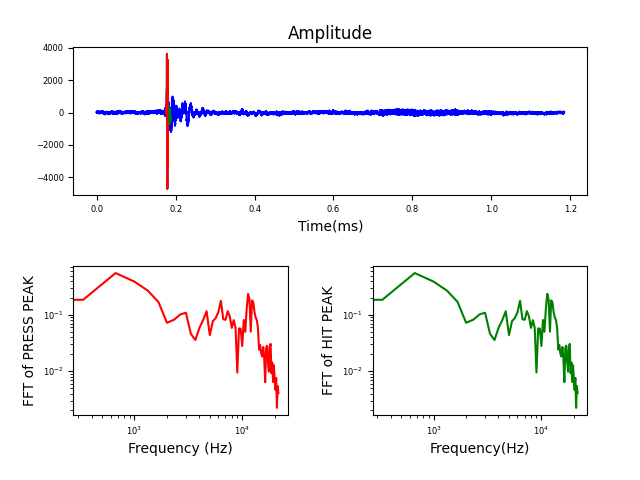 Amplitude
4000
2000
0
−2000
−4000
0.0 0.2 0.4 0.6 0.8 1.0 1.2
Time(ms)
FFT of PRESS PEAK
10⁻¹
10⁻²
10³ 10⁴
Frequency (Hz)
FFT of HIT PEAK
10⁻¹
10⁻²
10³ 10⁴
Frequency(Hz)